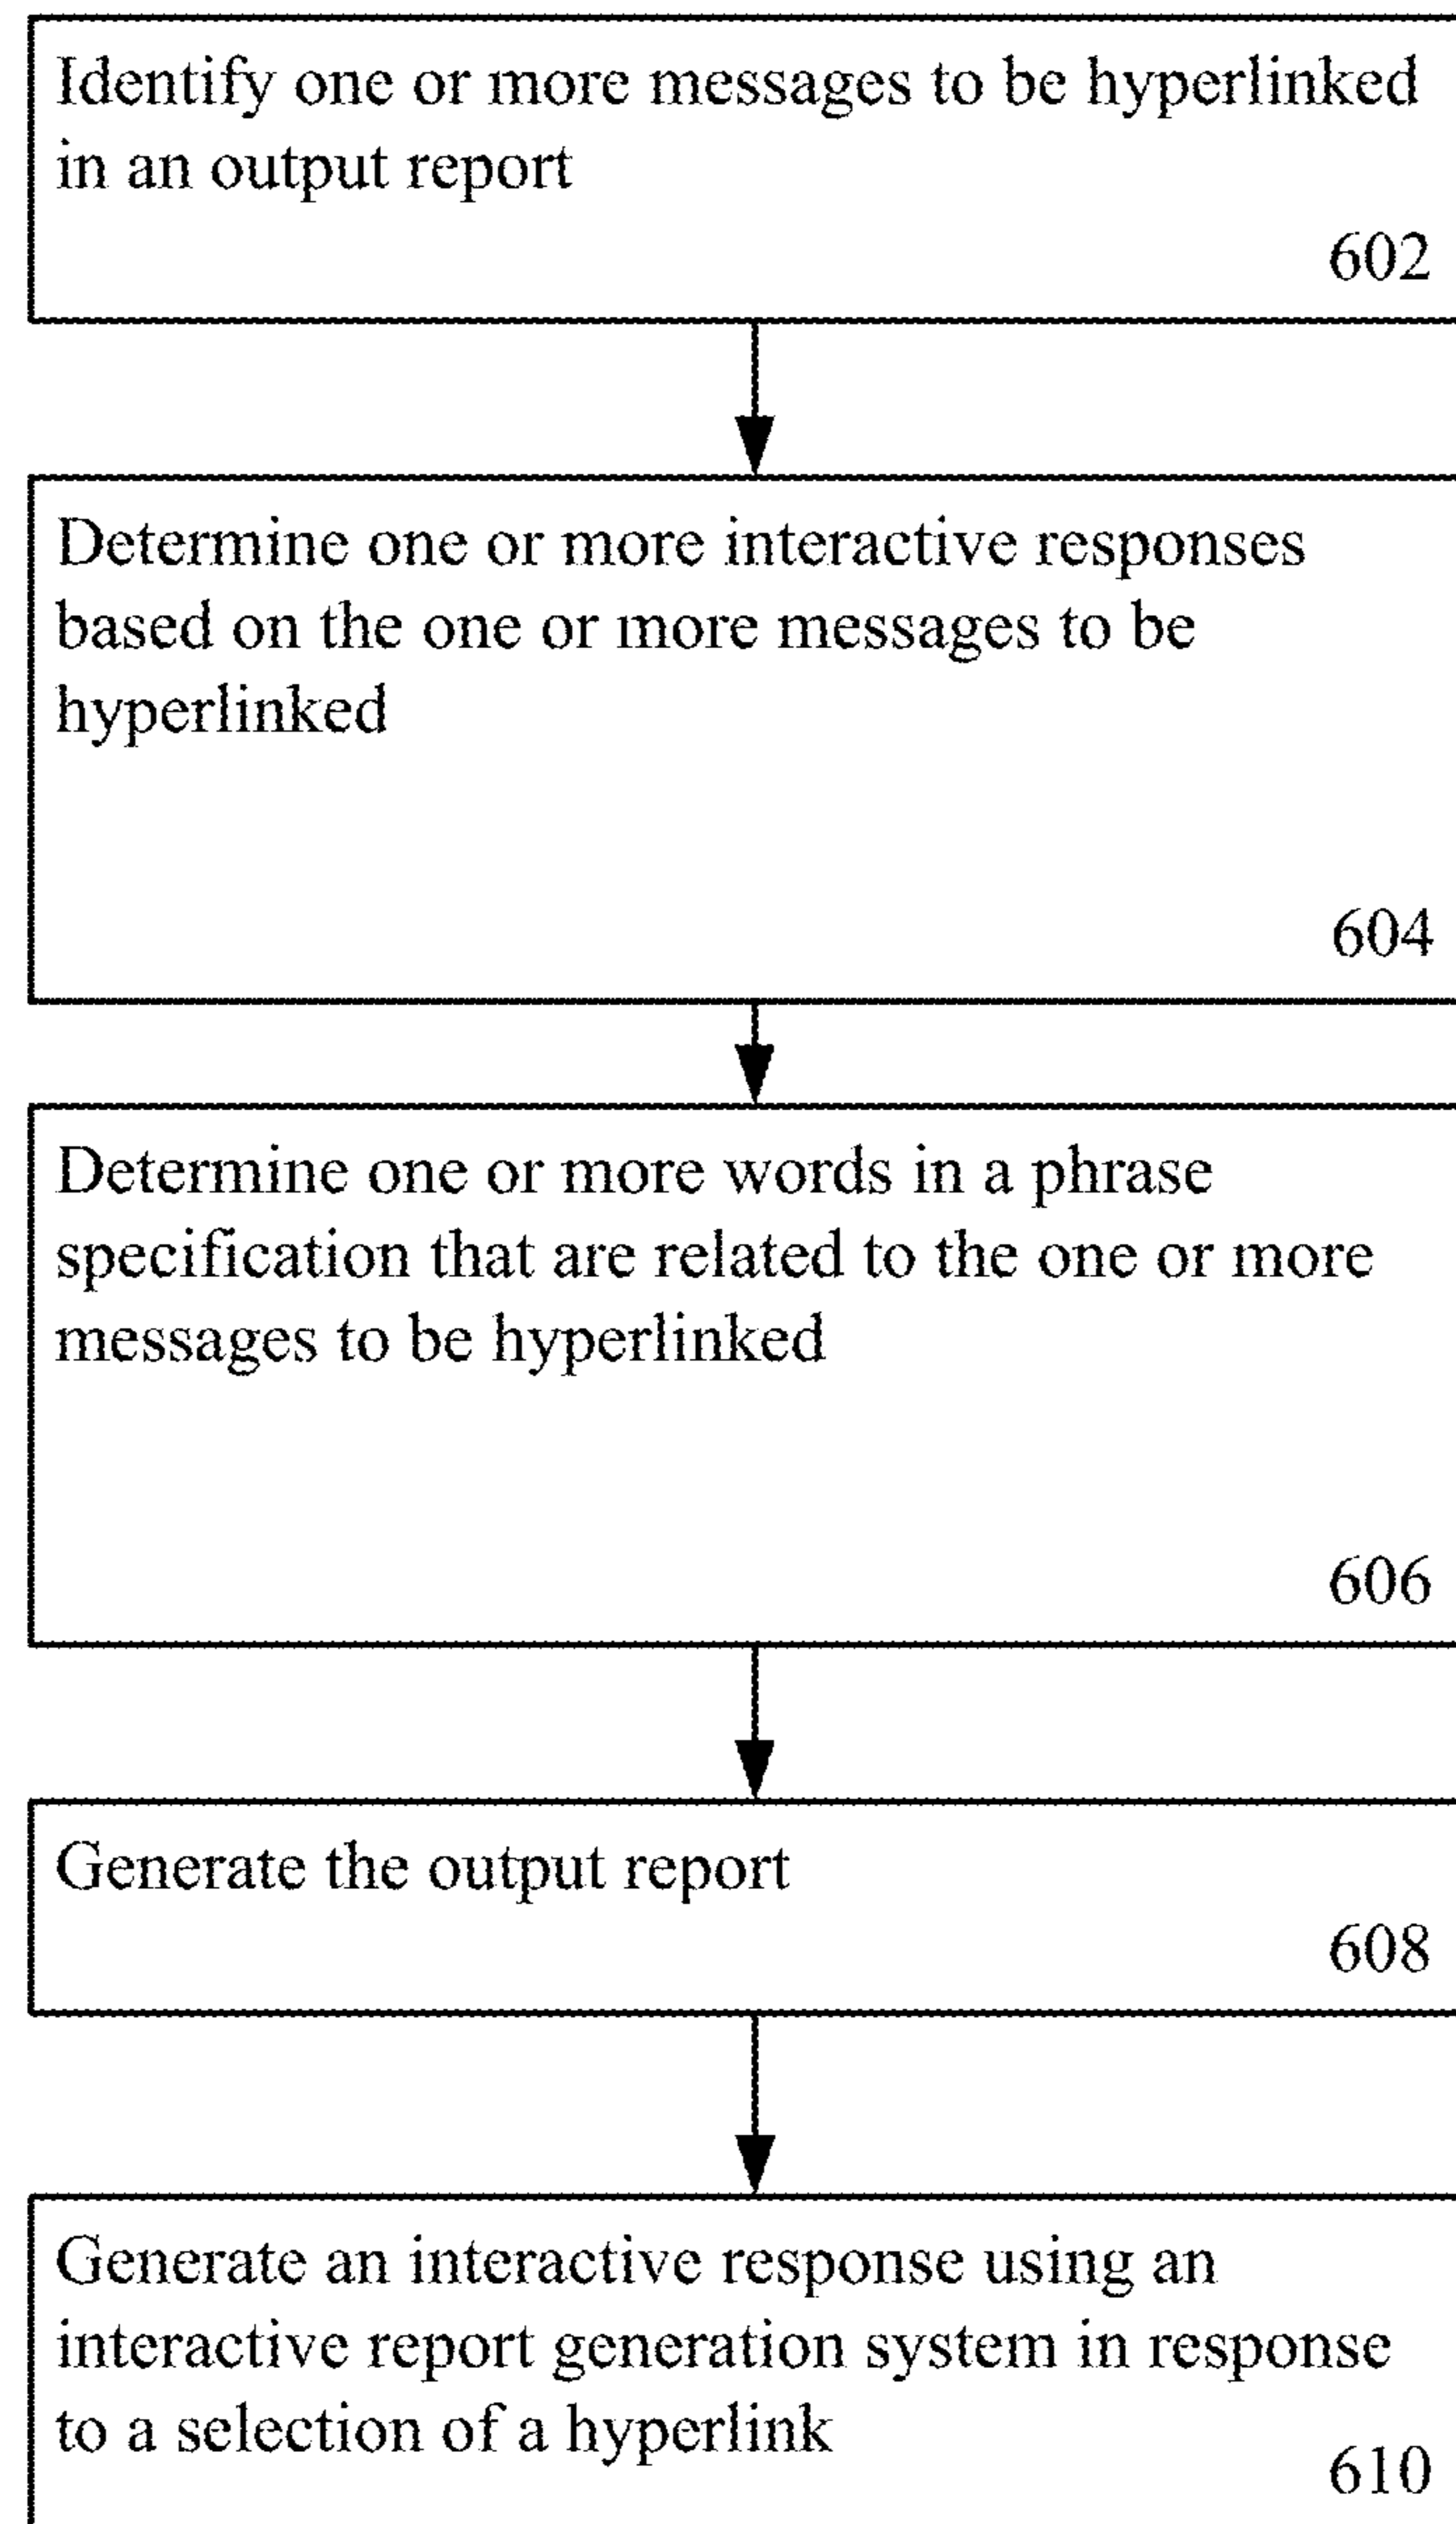 Identify one or more messages to be hyperlinked
in an output report
602
Determine one or more interactive responses
based on the one or more messages to be
hyperlinked
604
Determine one or more words in a phrase
specification that are related to the one or more
messages to be hyperlinked
606
Generate the output report
608
Generate an interactive response using an
interactive report generation system in response
to a selection of a hyperlink
610